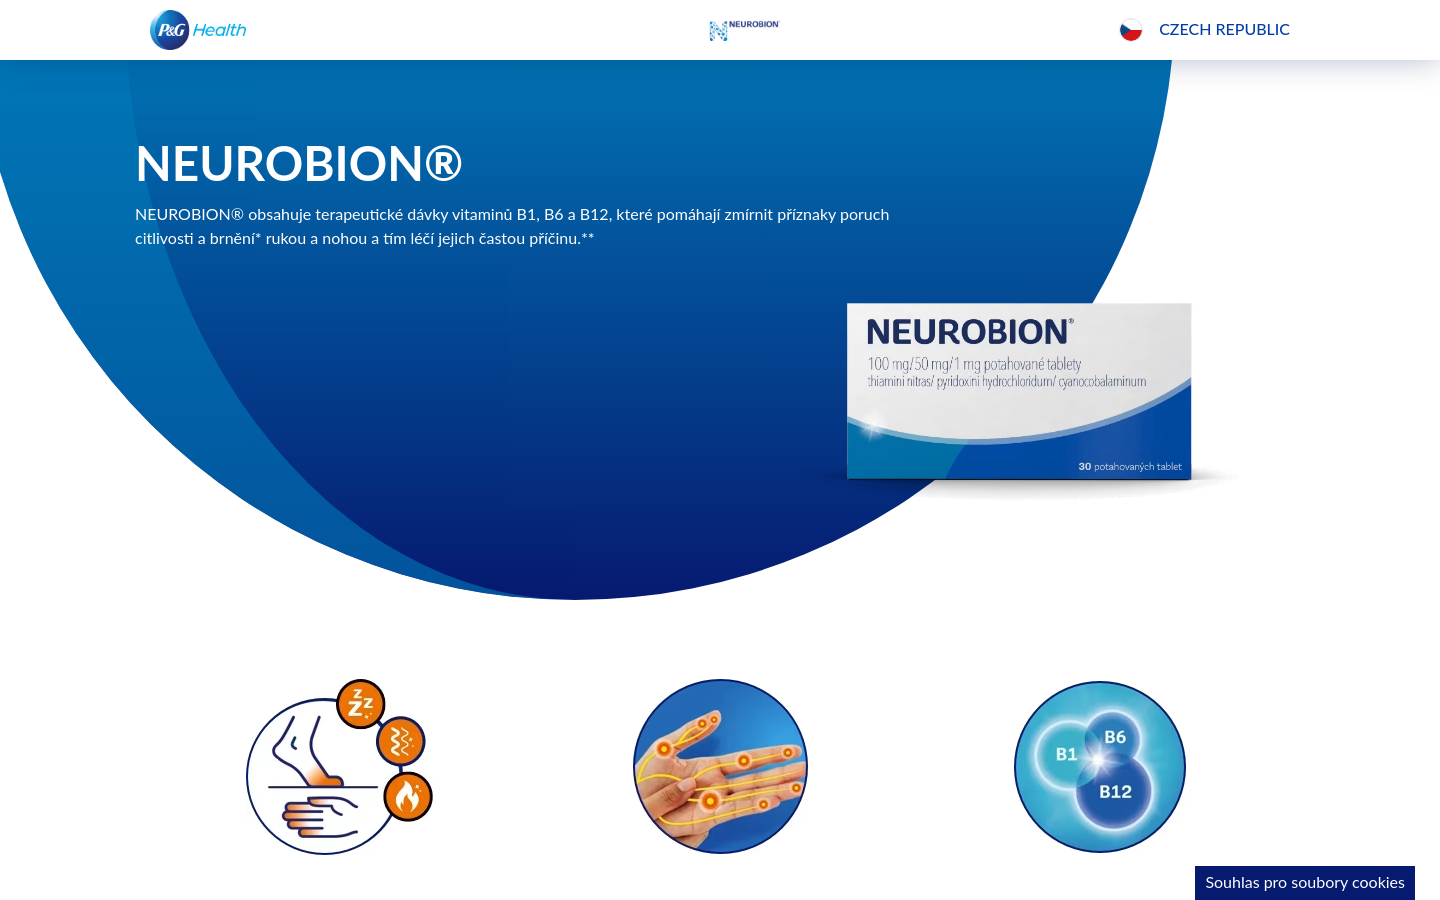 P&G Health
NEUROBION
CZECH REPUBLIC
NEUROBION®
NEUROBION® obsahuje terapeutické dávky vitaminů B1, B6 a B12, které pomáhají zmírnit příznaky poruch
citlivosti a brnění* rukou a nohou a tím léčí jejich častou příčinu.**
NEUROBION®
100 mg/50 mg/1 mg potahované tablety
thiamini nitras/ pyridoxini hydrochloridum/ cyanocobalaminum
30 potahovaných tablet
z z z
B1
B6
B12
Souhlas pro soubory cookies